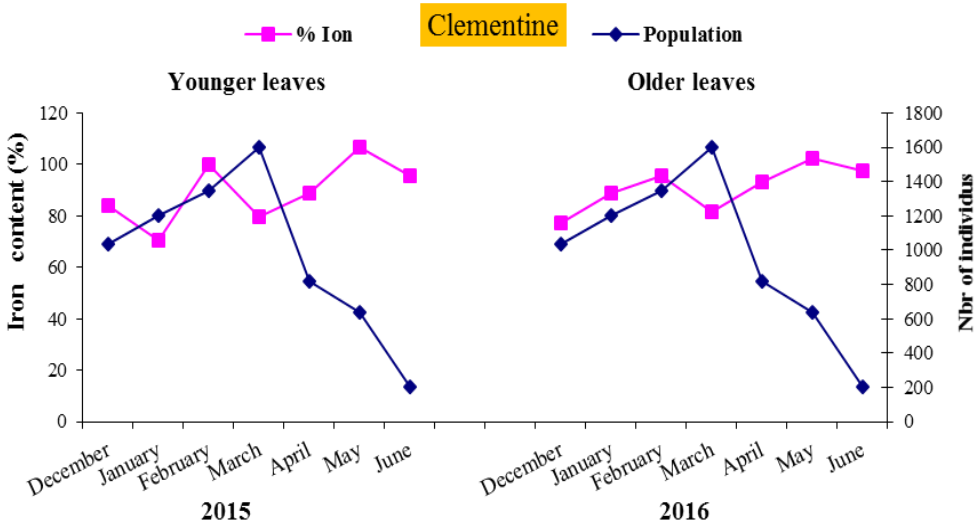 Clementine
% Ion
Population
Younger leaves
Older leaves
Iron content (%)
120
100
80
60
40
20
0
1800
1600
1400
1200
1000
800
600
400
200
0
Nbr of individus
December
January
February
March
April
May
June
December
January
February
March
April
May
June
2015
2016